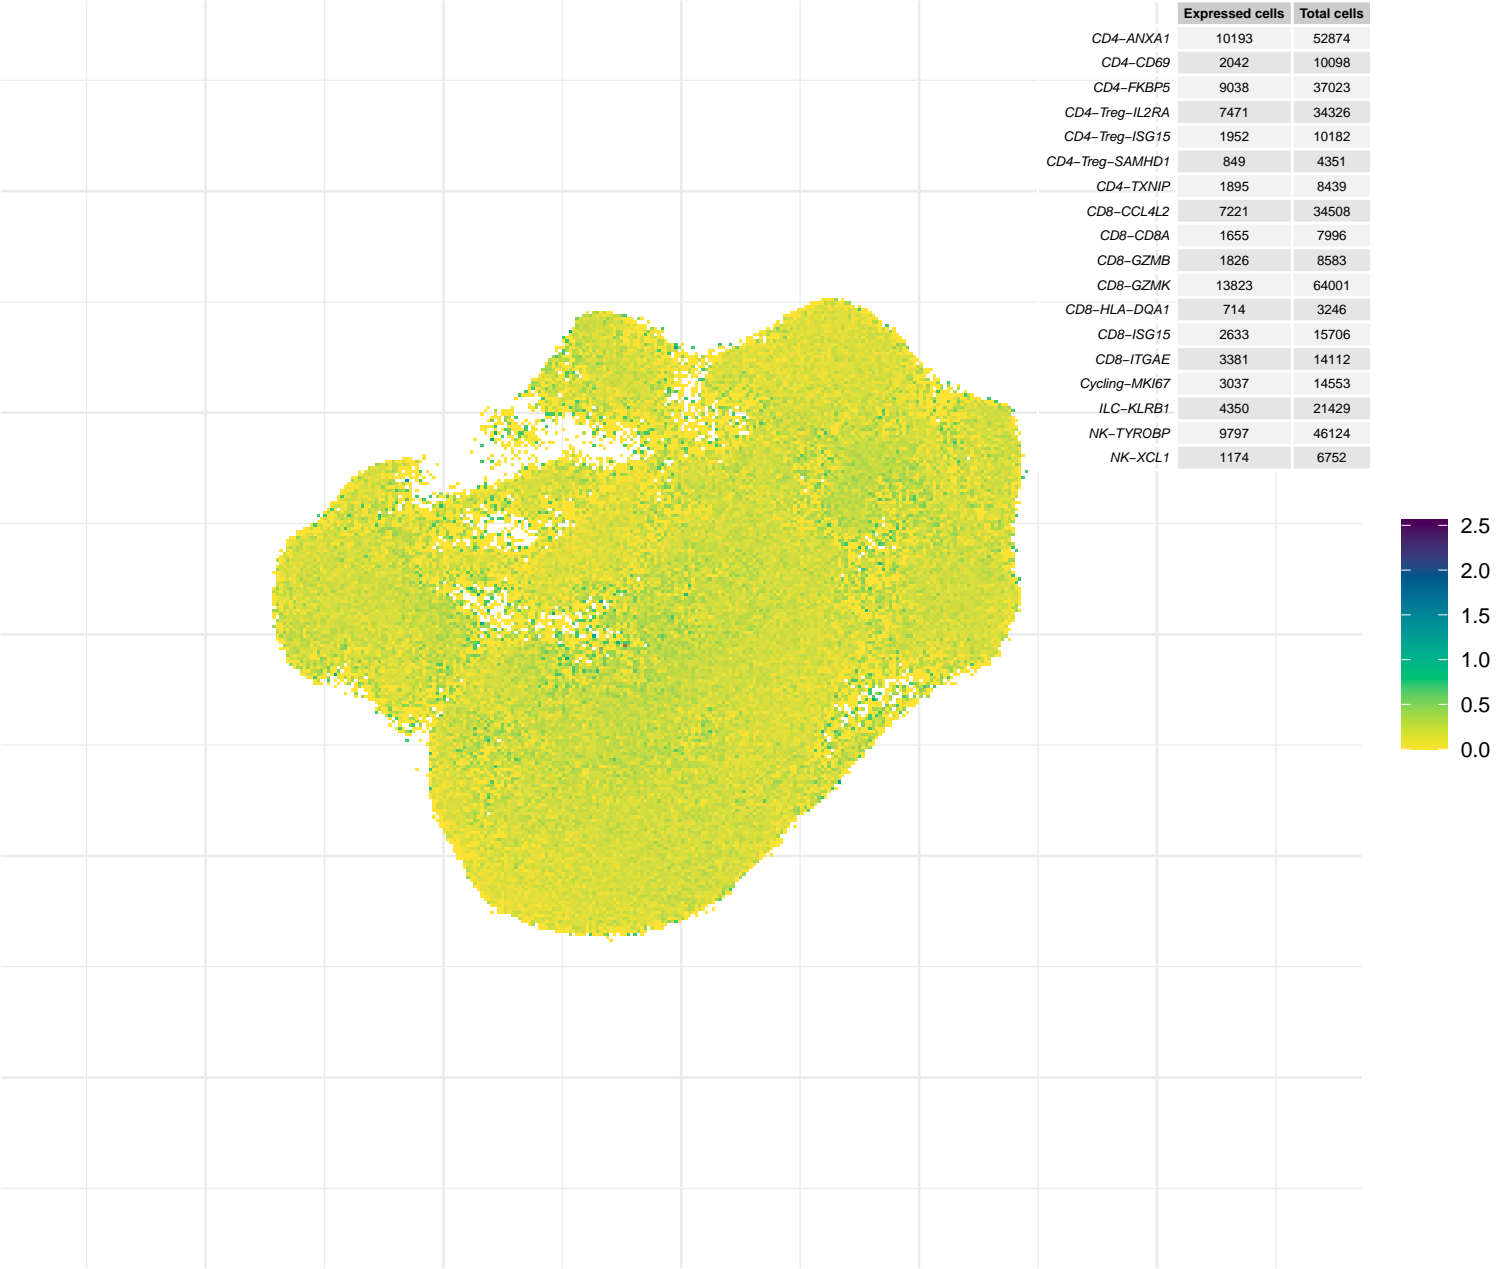 Expressed cells Total cells
CD4−ANXA1 10193 52874
CD4−CD69 2042 10098
CD4−FKBP5 9038 37023
CD4−Treg−IL2RA 7471 34326
CD4−Treg−ISG15 1952 10182
CD4−Treg−SAMHD1 849 4351
CD4−TXNIP 1895 8439
CD8−CCL4L2 7221 34508
CD8−CD8A 1655 7996
CD8−GZMB 1826 8583
CD8−GZMK 13823 64001
CD8−HLA−DQA1 714 3246
CD8−ISG15 2633 15706
CD8−ITGAE 3381 14112
Cycling−MKI67 3037 14553
ILC−KLRB1 4350 21429
NK−TYROBP 9797 46124
NK−XCL1 1174 6752
2.5
2.0
1.5
1.0
0.5
0.0